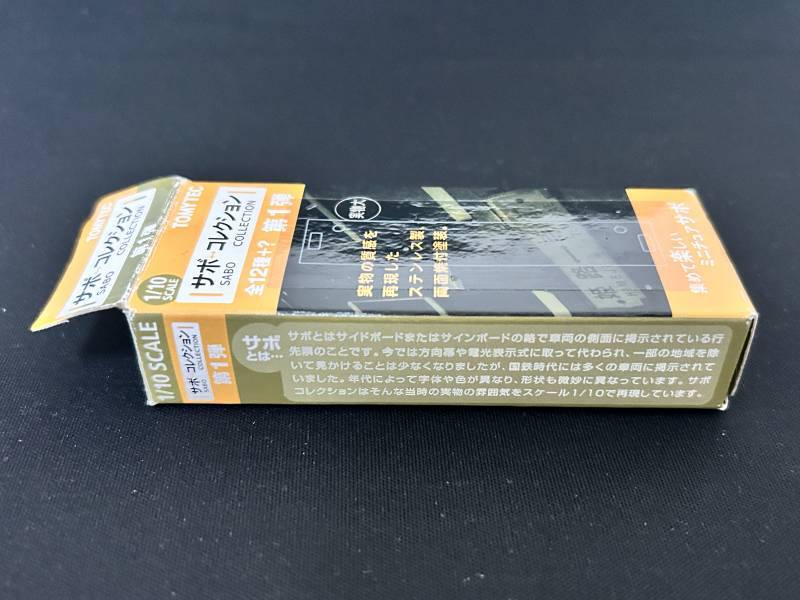 TOMYTEC
サボ コレクション
SABO COLLECTION
第1弾
1/10
SCALE
TOMYTEC
サボ コレクション
SABO COLLECTION
全12種+?
第1弾
実物大
実物の質感を
再現した
ステンレス製
両面焼付塗装。
集めて楽しい
ミニチュアサボ
1/10 SCALE
サボ コレクション
SABO COLLECTION
第1弾
サボ
とは…
サボとはサイドボードまたはサインボードの略で車両の側面に掲示されている行
先票のことです。今では方向幕や電光表示式に取って代わられ、一部の地域を除
いて見かけることは少なくなりましたが、国鉄時代には多くの車両に掲示されて
いました。年代によって字体や色が異なり、形状も微妙に異なっています。サボ
コレクションはそんな当時の実物の雰囲気をスケール1/10で再現しています。